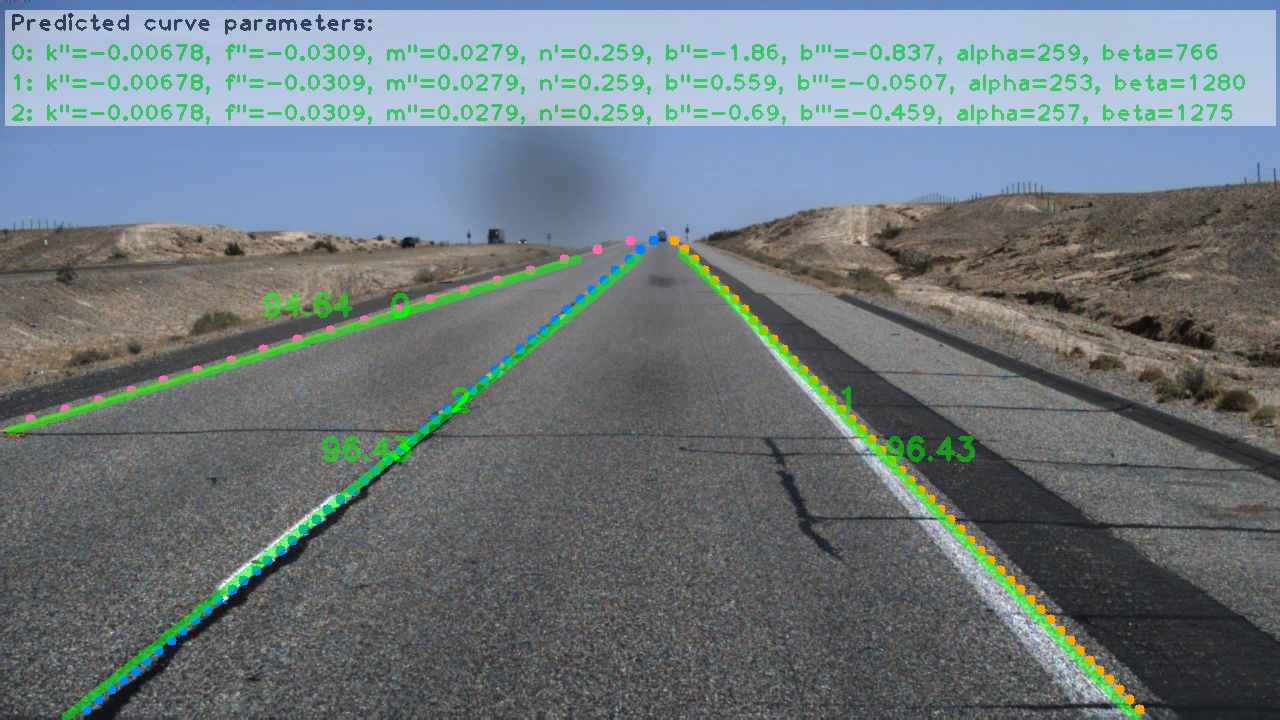 Predicted curve parameters:
0: k''=-0.00678, f''=-0.0309, m''=0.0279, n'=0.259, b''=-1.86, b'''=-0.837, alpha=259, beta=766
1: k''=-0.00678, f''=-0.0309, m''=0.0279, n'=0.259, b''=0.559, b'''=-0.0507, alpha=253, beta=1280
2: k''=-0.00678, f''=-0.0309, m''=0.0279, n'=0.259, b''=-0.69, b'''=-0.459, alpha=257, beta=1275
94.64 0
2 1
96.43 96.43